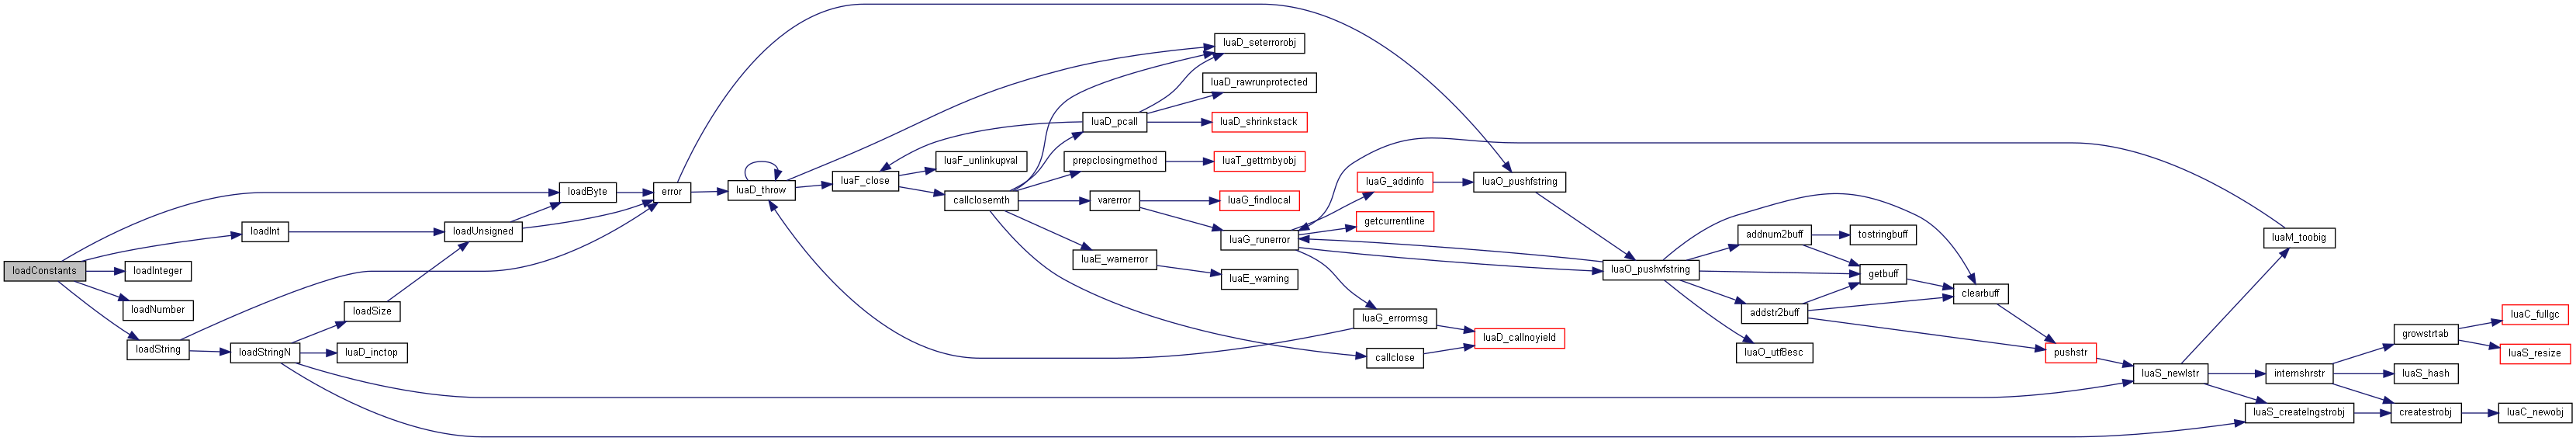 loadConstants
loadInt
loadInteger
loadNumber
loadString
loadStringN
loadSize
luaD_inctop
loadUnsigned
loadByte
error
luaD_throw
luaF_close
luaF_unlinkupval
callclosemth
luaD_seterrorobj
luaD_rawrunprotected
luaD_pcall
luaD_shrinkstack
prepclosingmethod
luaT_gettmbyobj
varerror
luaG_findlocal
luaG_runerror
luaE_warnerror
luaE_warning
luaG_addinfo
getcurrentline
luaG_errormsg
callclose
luaD_callnoyield
luaO_pushfstring
luaO_pushvfstring
addnum2buff
tostringbuff
getbuff
addstr2buff
luaO_utf8esc
clearbuff
pushstr
luaS_newlstr
luaM_toobig
internshrstr
luaS_createlngstrobj
growstrtab
luaC_fullgc
luaS_resize
luaS_hash
createstrobj
luaC_newobj